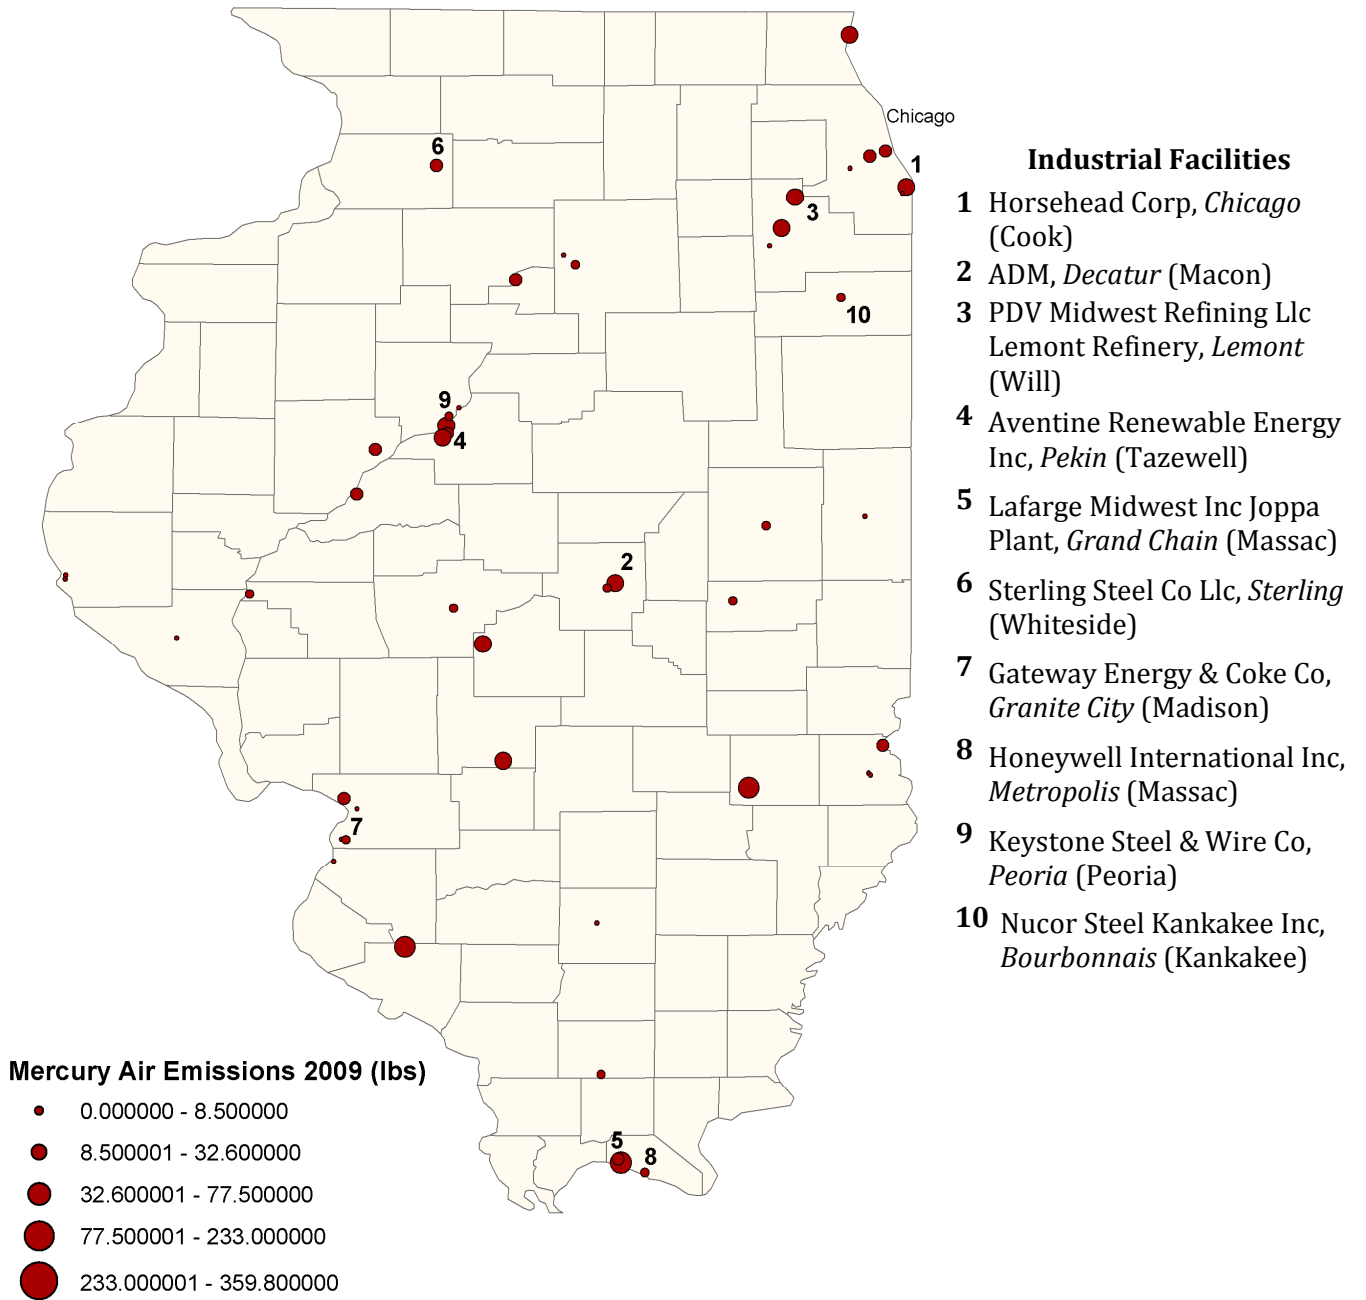 Chicago
6
1
3
10
9
4
2
7
5
8
Industrial Facilities
1 Horsehead Corp, Chicago
(Cook)
2 ADM, Decatur (Macon)
3 PDV Midwest Refining Llc
Lemont Refinery, Lemont
(Will)
4 Aventine Renewable Energy
Inc, Pekin (Tazewell)
5 Lafarge Midwest Inc Joppa
Plant, Grand Chain (Massac)
6 Sterling Steel Co Llc, Sterling
(Whiteside)
7 Gateway Energy & Coke Co,
Granite City (Madison)
8 Honeywell International Inc,
Metropolis (Massac)
9 Keystone Steel & Wire Co,
Peoria (Peoria)
10 Nucor Steel Kankakee Inc,
Bourbonnais (Kankakee)
Mercury Air Emissions 2009 (lbs)
0.000000 - 8.500000
8.500001 - 32.600000
32.600001 - 77.500000
77.500001 - 233.000000
233.000001 - 359.800000